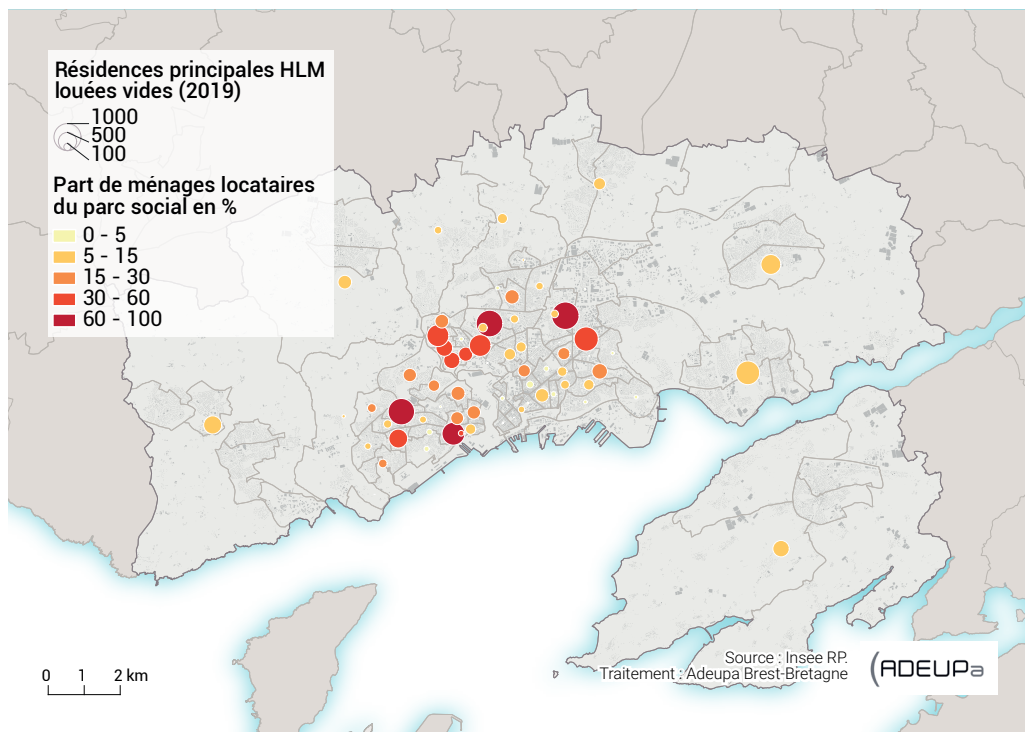 Résidences principales HLM
louées vides (2019)
1000
500
100
Part de ménages locataires
du parc social en %
0 - 5
5 - 15
15 - 30
30 - 60
60 - 100
0 1 2 km
Source : Insee RP.
Traitement : Adeupa Brest-Bretagne
(ADEUPa